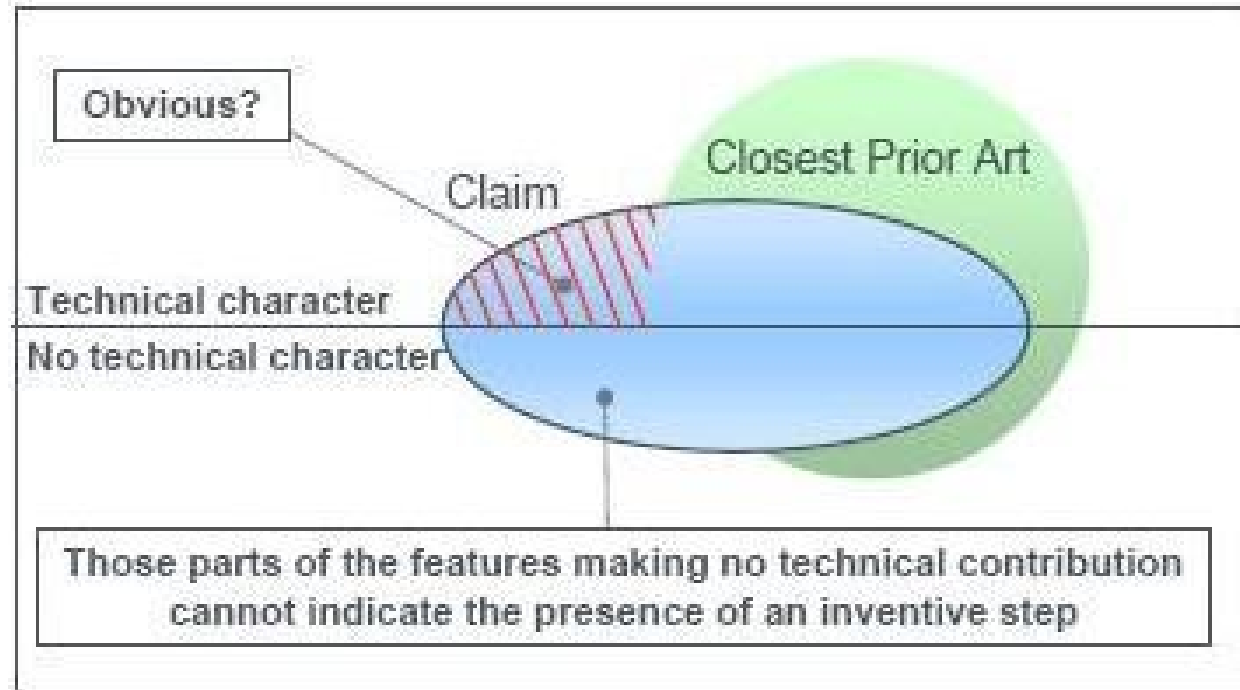 Obvious?
Closest Prior Art
Claim
Technical character
No technical character
Those parts of the features making no technical contribution
cannot indicate the presence of an inventive step